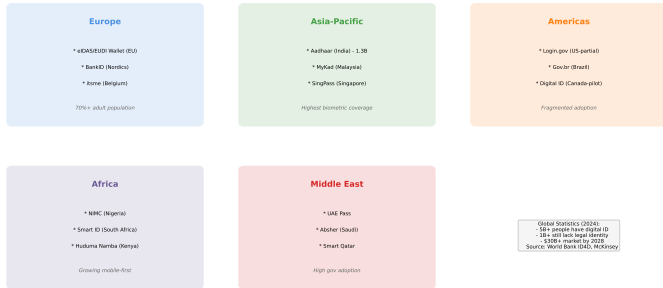 Europe
* eIDAS/EUDI Wallet (EU)
* BankID (Nordics)
* itsme (Belgium)
70%+ adult population
Asia-Pacific
* Aadhaar (India) - 1.3B
* MyKad (Malaysia)
* SingPass (Singapore)
Highest biometric coverage
Americas
* Login.gov (US-partial)
* Gov.br (Brazil)
* Digital ID (Canada-pilot)
Fragmented adoption
Africa
* NIMC (Nigeria)
* Smart ID (South Africa)
* Huduma Namba (Kenya)
Growing mobile-first
Middle East
* UAE Pass
* Absher (Saudi)
* Smart Qatar
High gov adoption
Global Statistics (2024):
- 5B+ people have digital ID
- 1B+ still lack legal identity
- $30B+ market by 2028
Source: World Bank ID4D, McKinsey